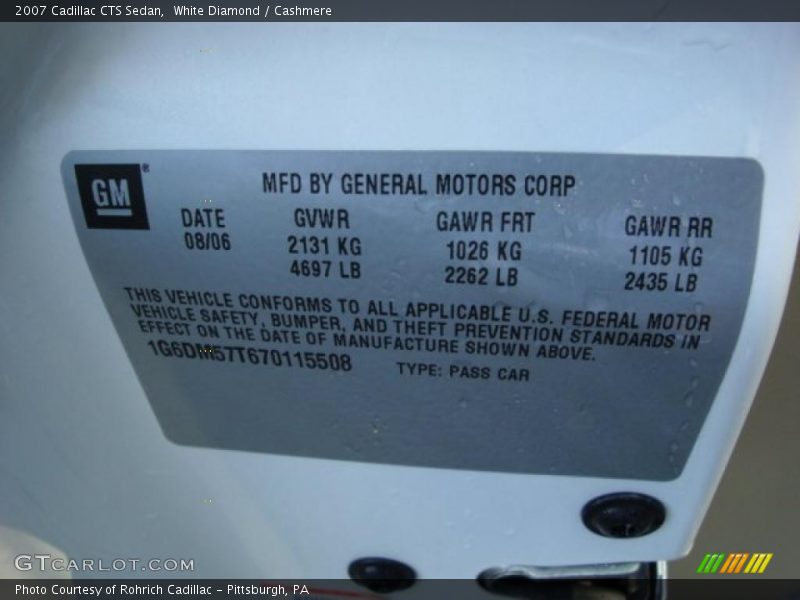 2007 Cadillac CTS Sedan,  White Diamond / Cashmere
GM®
MFD BY GENERAL MOTORS CORP
DATE GVWR GAWR FRT GAWR RR
08/06 2131 KG 1026 KG 1105 KG
4697 LB 2262 LB 2435 LB
THIS VEHICLE CONFORMS TO ALL APPLICABLE U.S. FEDERAL MOTOR
VEHICLE SAFETY, BUMPER, AND THEFT PREVENTION STANDARDS IN
EFFECT ON THE DATE OF MANUFACTURE SHOWN ABOVE.
1G6DM57T670115508 TYPE: PASS CAR
GTCARLOT.COM
Photo Courtesy of Rohrich Cadillac - Pittsburgh, PA